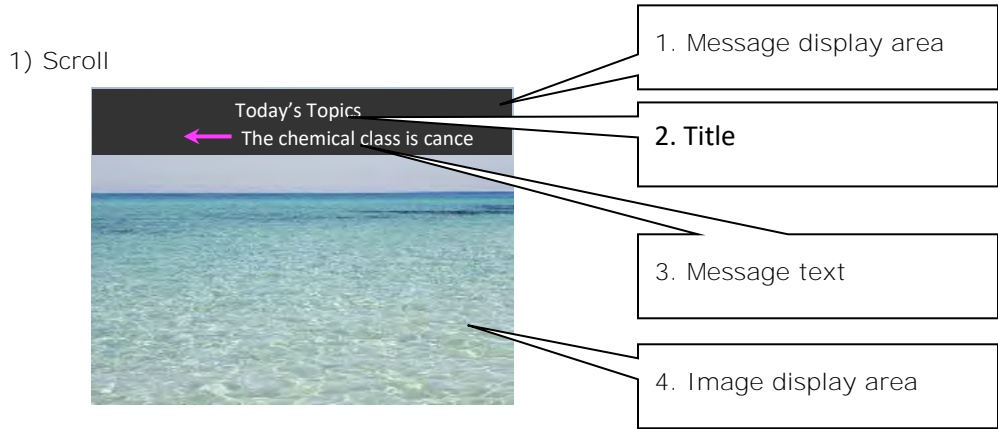 1) Scroll
Today's Topics
The chemical class is cance
1. Message display area
2. Title
3. Message text
4. Image display area